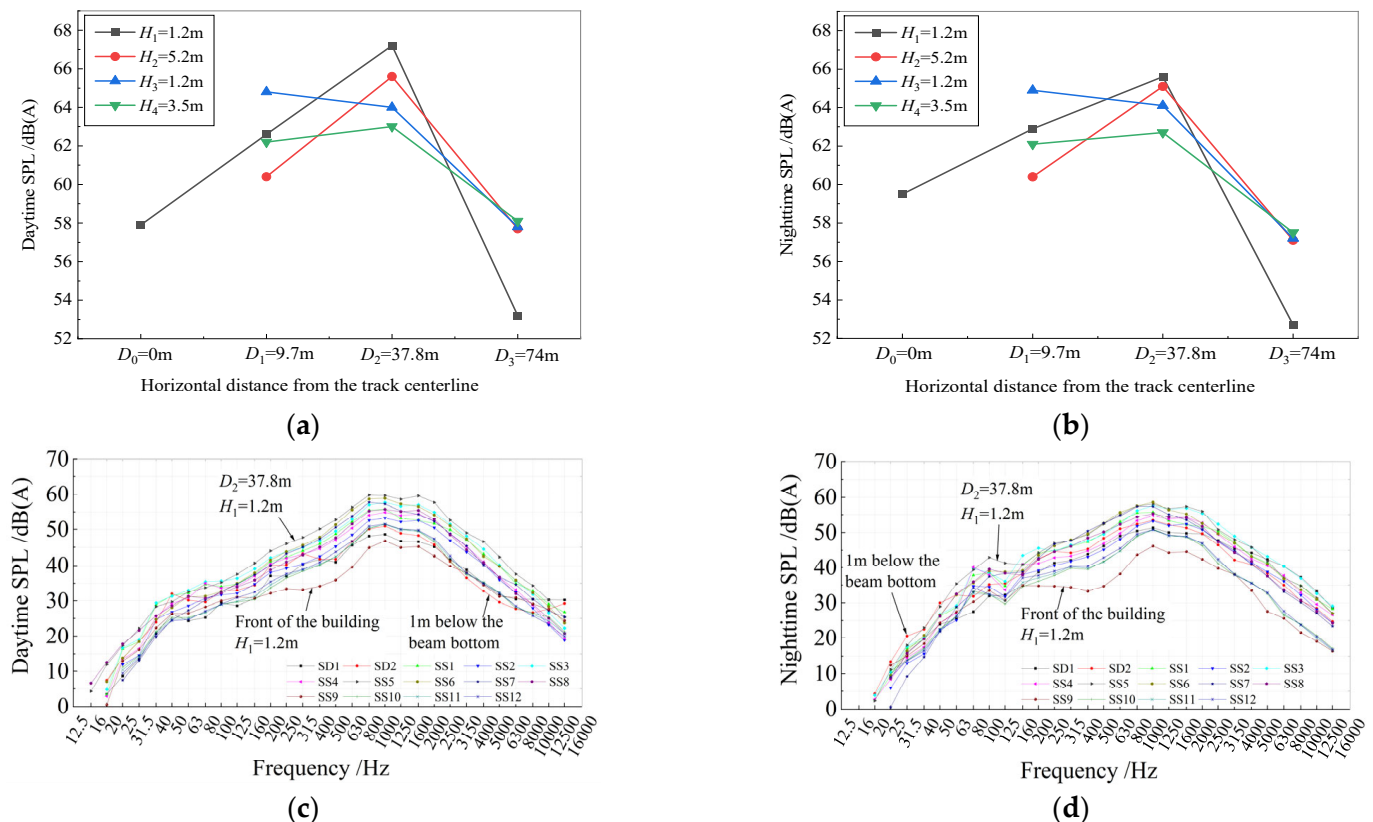 68
66
64
62
60
58
56
54
52
Daytime SPL /dB(A)
H1=1.2m
H2=5.2m
H3=1.2m
H4=3.5m
D0=0m
D1=9.7m
D2=37.8m
D3=74m
Horizontal distance from the track centerline
(a)
68
66
64
62
60
58
56
54
52
Nighttime SPL /dB(A)
H1=1.2m
H2=5.2m
H3=1.2m
H4=3.5m
D0=0m
D1=9.7m
D2=37.8m
D3=74m
Horizontal distance from the track centerline
(b)
70
60
50
40
30
20
10
0
Daytime SPL /dB(A)
D2=37.8m
H1=1.2m
Front of the building
H1=1.2m
1m below the
beam bottom
SD1 SD2 SS1 SS2 SS3
SS4 SS5 SS6 SS7 SS8
SS9 SS10 SS11 SS12
12.5 16 20 25 31.5 40 50 63 80 100 125 160 200 250 315 400 500 630 800 1000 1250 1600 2000 2500 3150 4000 5000 6300 8000 10000 12500 16000
Frequency /Hz
(c)
70
60
50
40
30
20
10
0
Nighttime SPL /dB(A)
D2=37.8m
H1=1.2m
1m below the
beam bottom
Front of the building
H1=1.2m
SD1 SD2 SS1 SS2 SS3
SS4 SS5 SS6 SS7 SS8
SS9 SS10 SS11 SS12
12.5 16 20 25 31.5 40 50 63 80 100 125 160 200 250 315 400 500 630 800 1000 1250 1600 2000 2500 3150 4000 5000 6300 8000 10000 12500 16000
Frequency /Hz
(d)